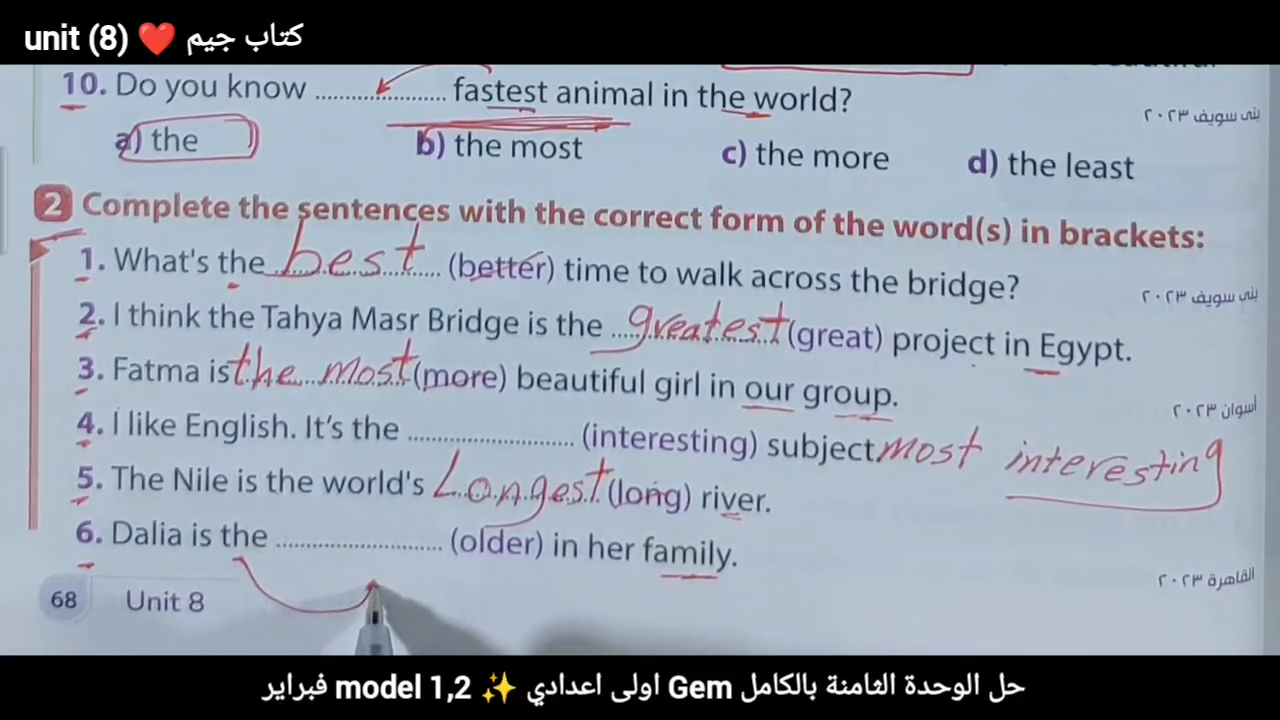 unit (8) ❤️ كتاب جيم
10. Do you know ........................ fastest animal in the world?
بنى سويف ٢٠٢٣
a) the b) the most c) the more d) the least
2 Complete the sentences with the correct form of the word(s) in brackets:
1. What's the best (better) time to walk across the bridge?
بنى سويف ٢٠٢٣
2. I think the Tahya Masr Bridge is the greatest (great) project in Egypt.
3. Fatma is the most (more) beautiful girl in our group.
أسوان ٢٠٢٣
4. I like English. It's the ........................ (interesting) subject most interesting
5. The Nile is the world's Longest (long) river.
6. Dalia is the ........................ (older) in her family.
القاهرة ٢٠٢٣
68 Unit 8
حل الوحدة الثامنة بالكامل Gem اولى اعدادي ✨ model 1,2 فبراير